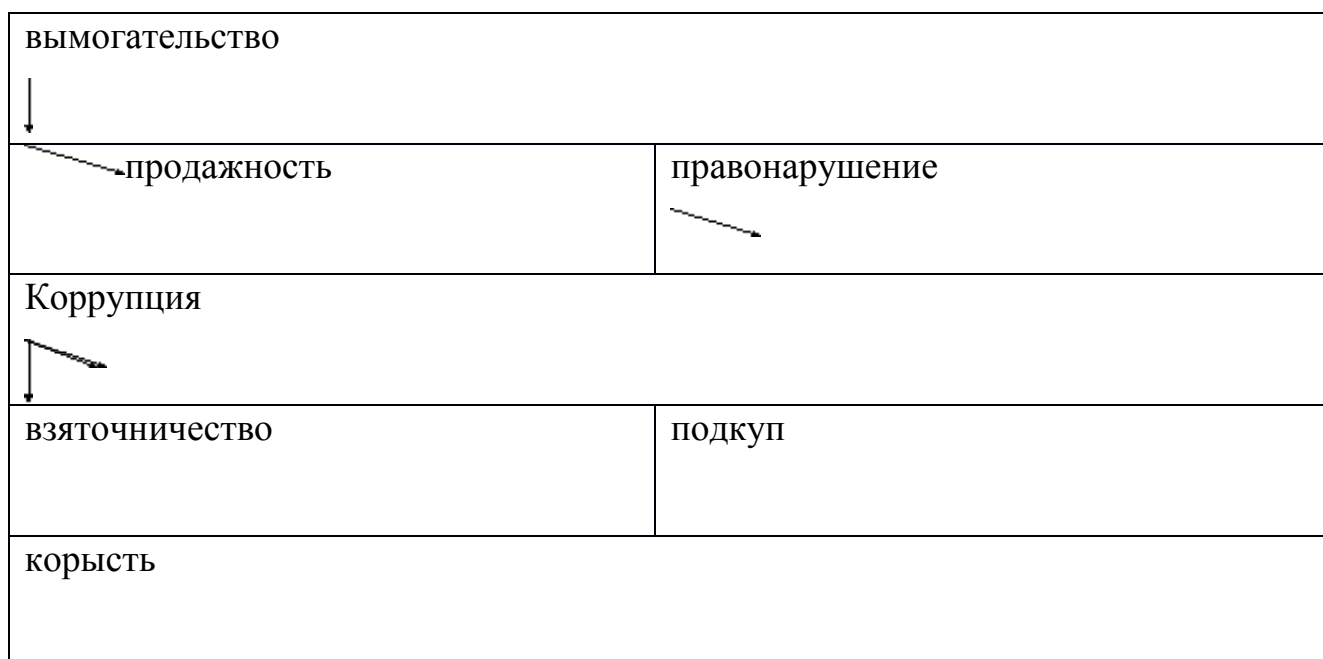 вымогательство
продажность
правонарушение
Коррупция
взяточничество
подкуп
корысть